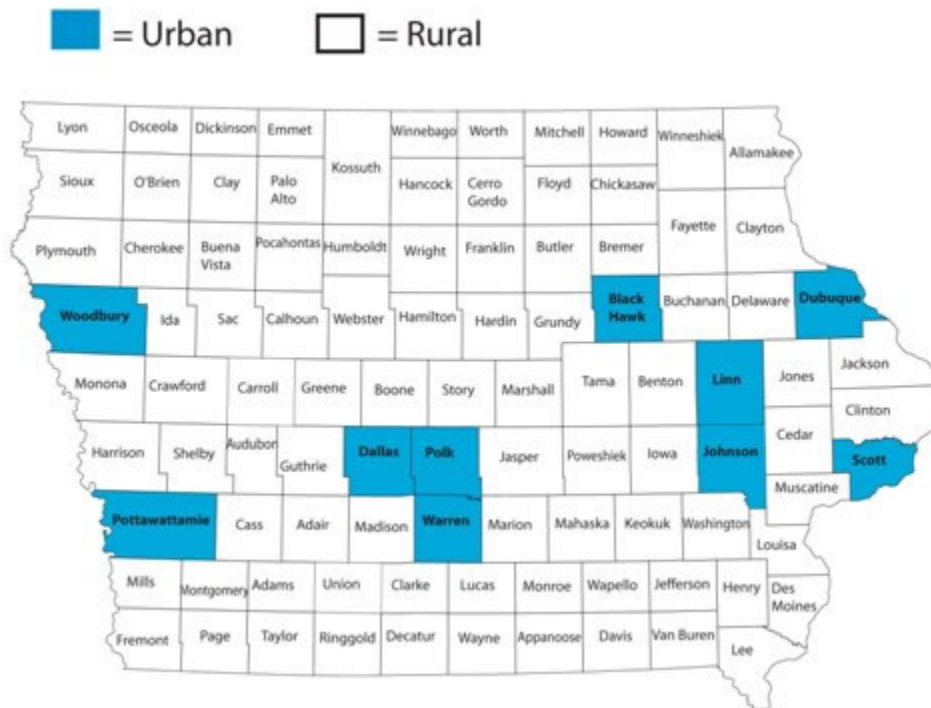 = Urban
= Rural
Lyon
Osceola
Dickinson
Emmet
Kossuth
Winnebago
Worth
Mitchell
Howard
Winneshiek
Allamakee
Sioux
O'Brien
Clay
Palo
Alto
Hancock
Cerro
Gordo
Floyd
Chickasaw
Fayette
Clayton
Plymouth
Cherokee
Buena
Vista
Pocahontas
Humboldt
Wright
Franklin
Butler
Bremer
Woodbury
Ida
Sac
Calhoun
Webster
Hamilton
Hardin
Grundy
Black
Hawk
Buchanan
Delaware
Dubuque
Monona
Crawford
Carroll
Greene
Boone
Story
Marshall
Tama
Benton
Linn
Jones
Jackson
Clinton
Harrison
Shelby
Audubon
Guthrie
Dallas
Polk
Jasper
Poweshiek
Iowa
Johnson
Cedar
Scott
Muscatine
Pottawattamie
Cass
Adair
Madison
Warren
Marion
Mahaska
Keokuk
Washington
Louisa
Mills
Montgomery
Adams
Union
Clarke
Lucas
Monroe
Wapello
Jefferson
Henry
Des
Moines
Fremont
Page
Taylor
Ringgold
Decatur
Wayne
Appanoose
Davis
Van Buren
Lee